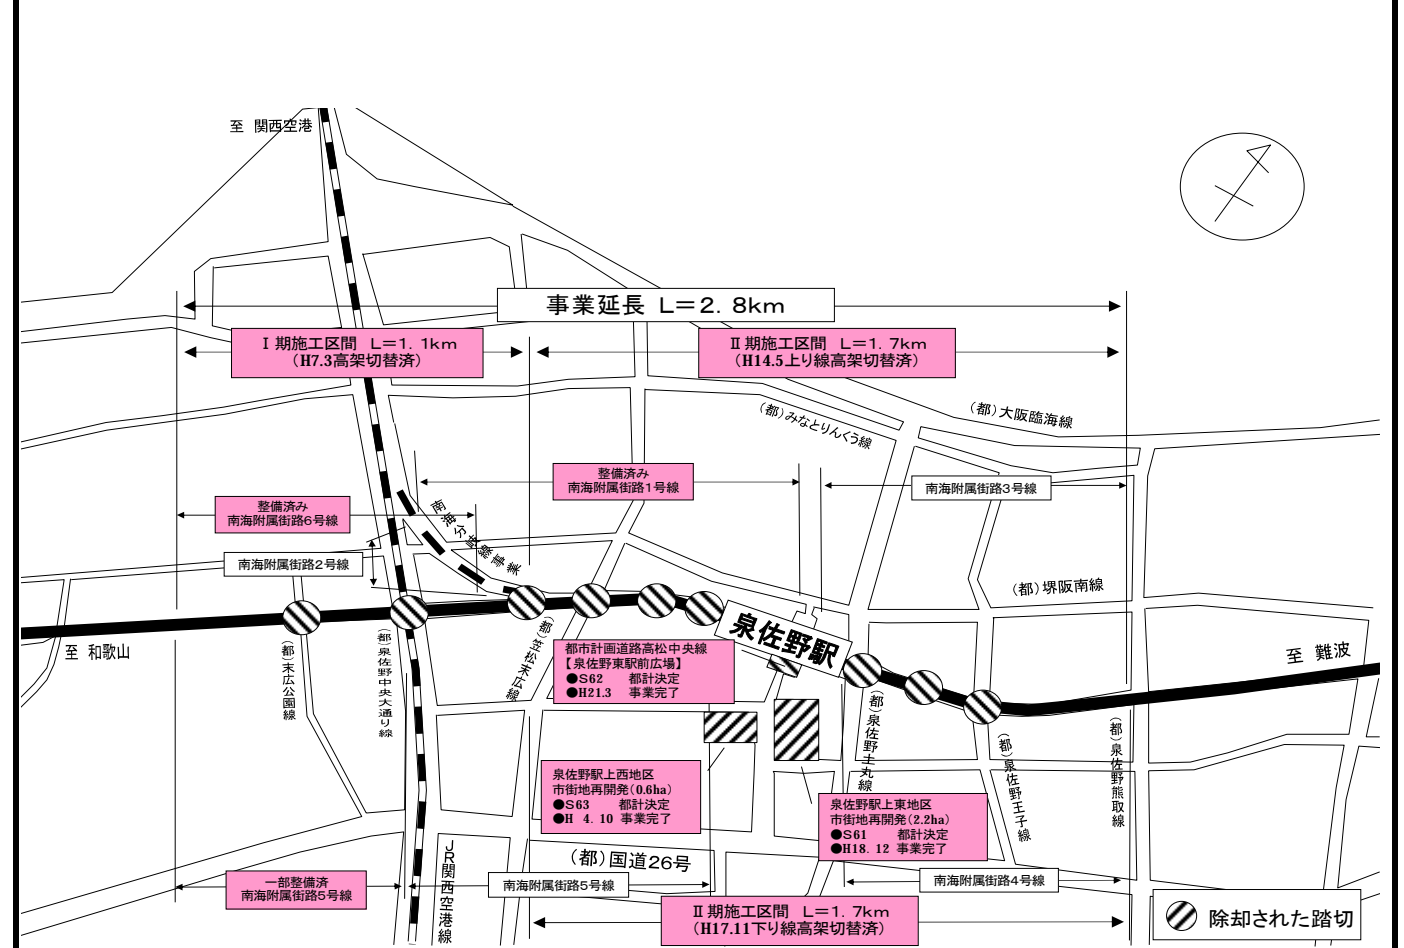 至 関西空港
事業延長 L=2.8km
Ⅰ期施工区間 L=1.1km
(H7.3高架切替済)
Ⅱ期施工区間 L=1.7km
(H14.5上り線高架切替済)
(都)みなとりんくう線
(都)大阪臨海線
整備済み
南海附属街路1号線
南海附属街路3号線
整備済み
南海附属街路6号線
南海分岐線事業
南海附属街路2号線
(都)堺阪南線
至 和歌山
泉佐野駅
至 難波
(都)末広公園線
(都)泉佐野中央大通り線
(都)笠松末広線
都市計画道路高松中央線
【泉佐野東駅前広場】
●S62 都計決定
●H21.3 事業完了
(都)泉佐野土丸線
(都)泉佐野王子線
(都)泉佐野熊取線
泉佐野駅上西地区
市街地再開発(0.6ha)
●S63 都計決定
●H 4.10 事業完了
泉佐野駅上東地区
市街地再開発(2.2ha)
●S61 都計決定
●H18.12 事業完了
JR関西空港線
(都)国道26号
一部整備済
南海附属街路5号線
南海附属街路5号線
南海附属街路4号線
Ⅱ期施工区間 L=1.7km
(H17.11下り線高架切替済)
除却された踏切